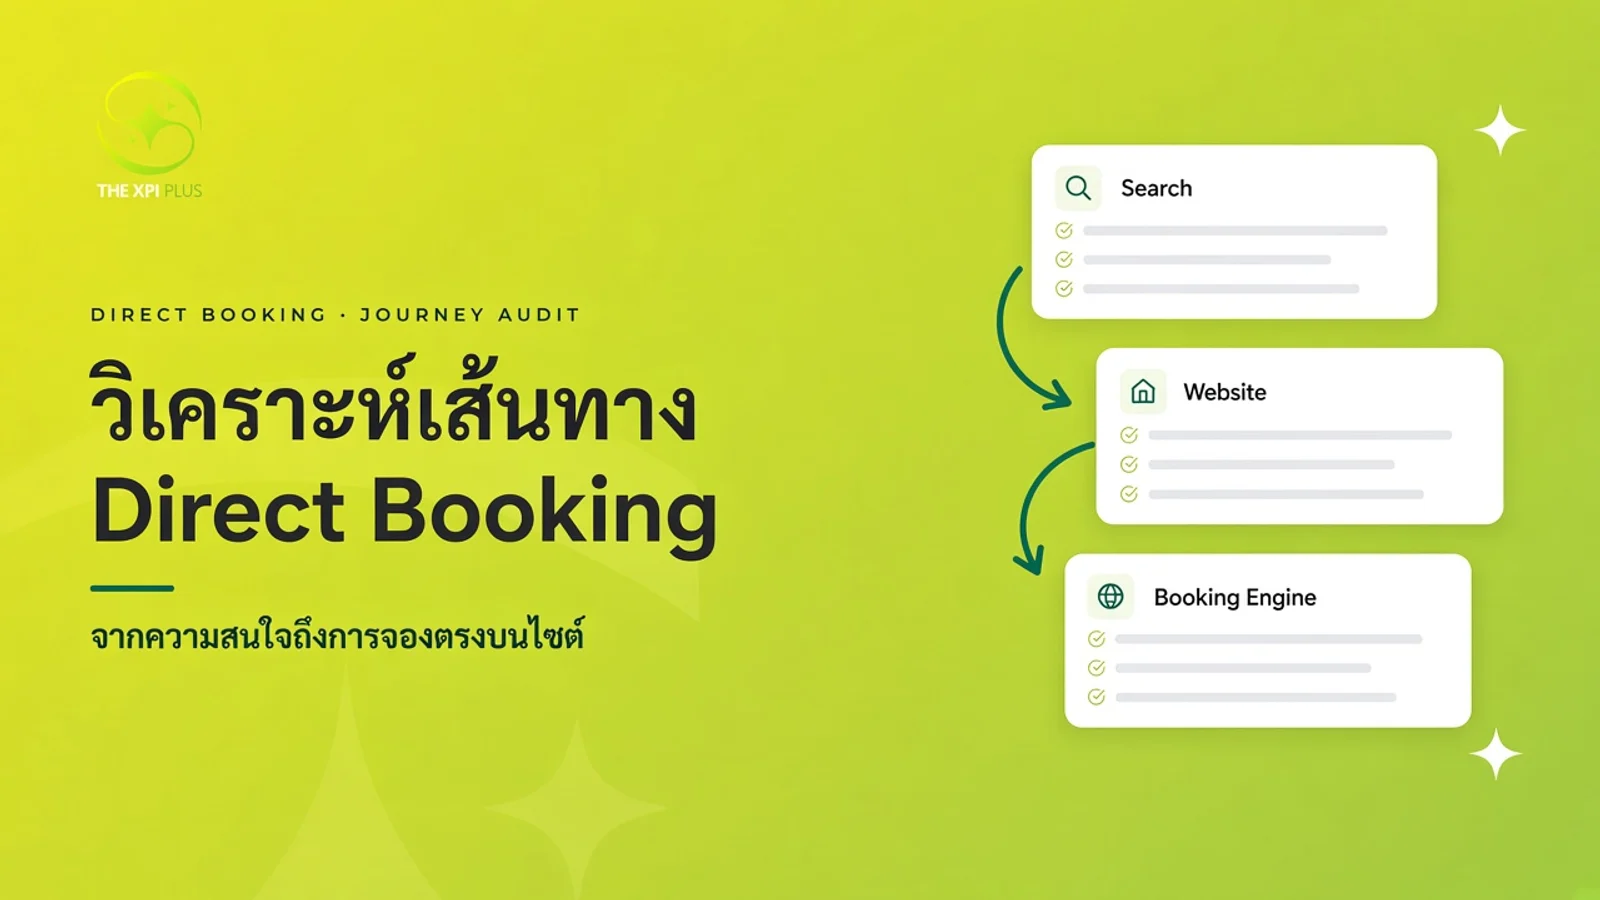 THE XPI PLUS
DIRECT BOOKING · JOURNEY AUDIT
วิเคราะห์เส้นทาง
Direct Booking
จากความสนใจถึงการจองตรงบนไซต์
Search
Website
Booking Engine